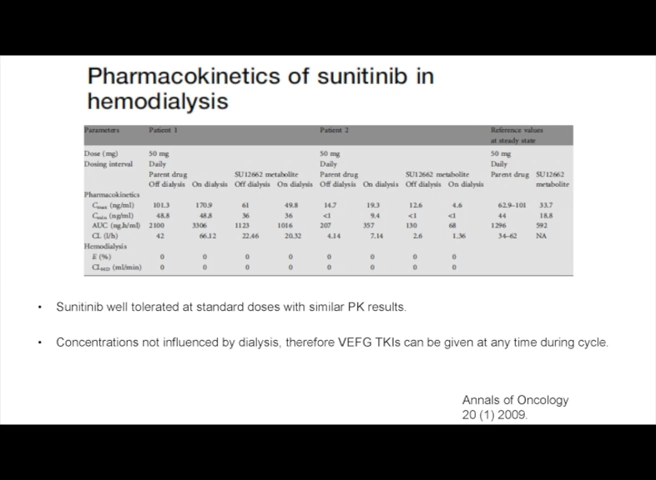 Pharmacokinetics of sunitinib in
hemodialysis
Parameters Patient 1 Patient 2 Reference values
at steady state
Dose (mg) 50 mg 50 mg 50 mg
Dosing interval Daily Daily Daily
Parent drug SU12662 metabolite Parent drug SU12662 metabolite Parent drug SU12662
Off dialysis On dialysis Off dialysis On dialysis Off dialysis On dialysis Off dialysis On dialysis metabolite
Pharmacokinetics
Cmax (ng/ml) 101.3 170.9 61 49.8 14.7 19.3 12.6 4.6 62.9–101 33.7
Cmin (ng/ml) 48.8 48.8 36 36 <1 9.4 <1 <1 44 18.8
AUC (ng.h/ml) 2100 3306 1123 1016 207 357 130 68 1296 592
CL (l/h) 42 66.12 22.46 20.32 4.14 7.14 2.6 1.36 34–62 NA
Hemodialysis
E (%) 0 0 0 0 0 0 0 0
ClHD (ml/min) 0 0 0 0 0 0 0 0
• Sunitinib well tolerated at standard doses with similar PK results.
• Concentrations not influenced by dialysis, therefore VEFG TKIs can be given at any time during cycle.
Annals of Oncology
20 (1) 2009.